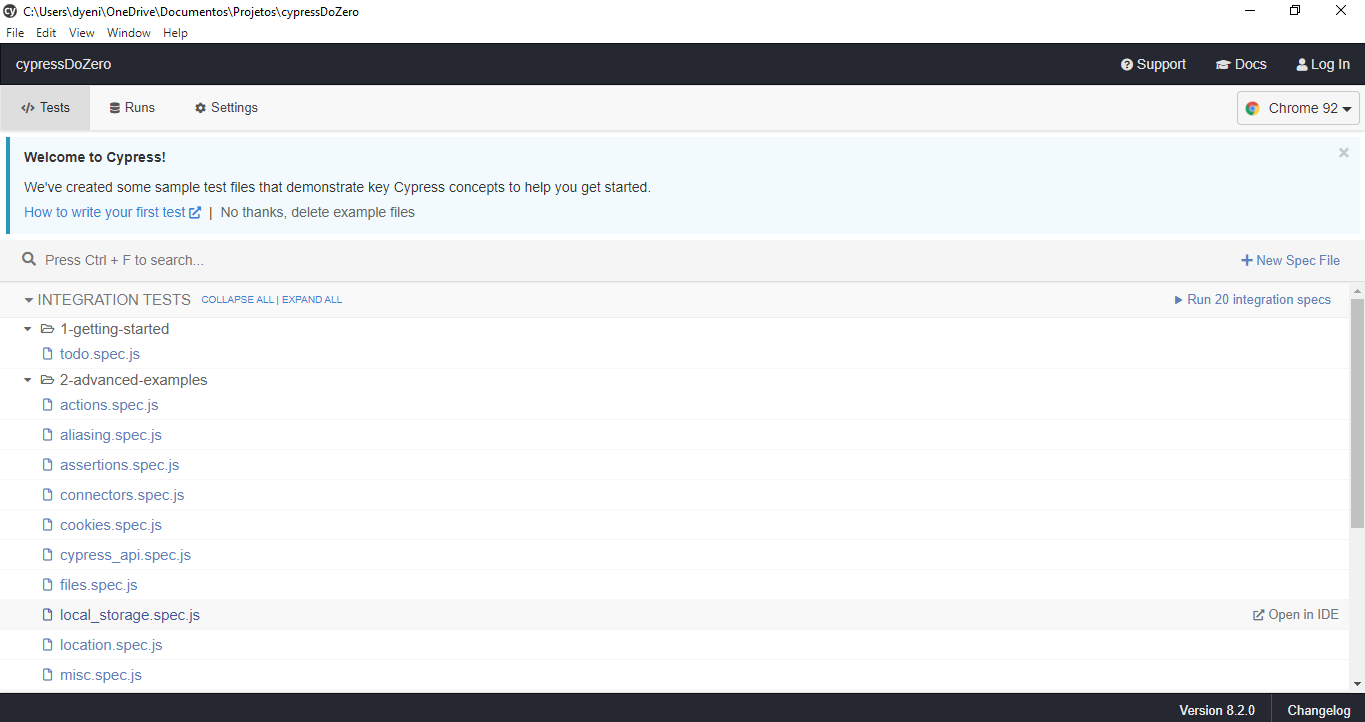 cy C:\Users\dyeni\OneDrive\Documentos\Projetos\cypressDoZero
File Edit View Window Help
cypressDoZero Support Docs Log In
</> Tests Runs Settings Chrome 92
Welcome to Cypress! ×
We've created some sample test files that demonstrate key Cypress concepts to help you get started.
How to write your first test | No thanks, delete example files
Press Ctrl + F to search... + New Spec File
INTEGRATION TESTS COLLAPSE ALL | EXPAND ALL Run 20 integration specs
1-getting-started
todo.spec.js
2-advanced-examples
actions.spec.js
aliasing.spec.js
assertions.spec.js
connectors.spec.js
cookies.spec.js
cypress_api.spec.js
files.spec.js
local_storage.spec.js Open in IDE
location.spec.js
misc.spec.js
Version 8.2.0 Changelog